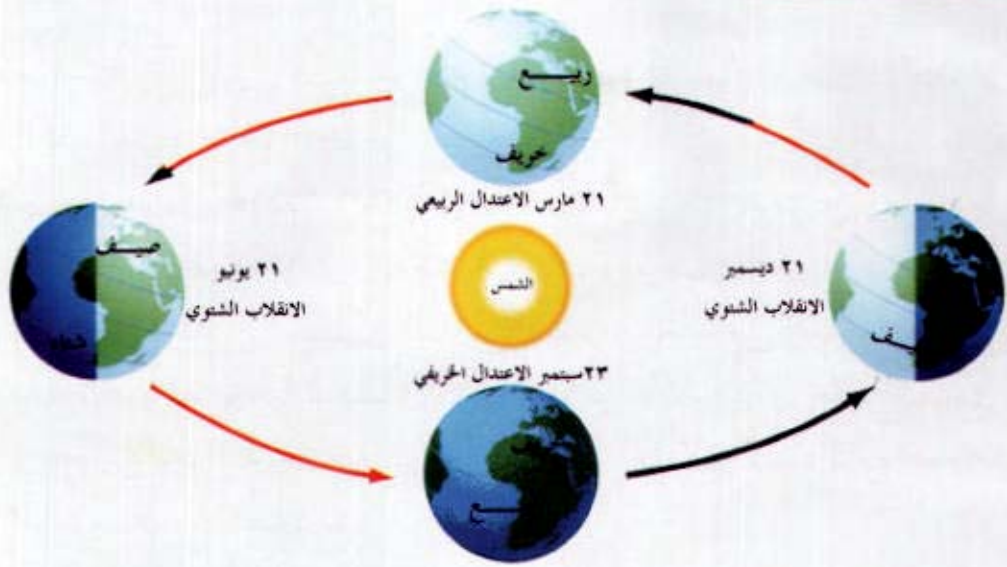 ربيع
خريف
٢١ مارس الاعتدال الربيعي
٢١ ديسمبر
الانقلاب الشتوي
الشمس
٢١ يونيو
الانقلاب الشتوي
صيف
شتاء
٢٣سبتمبر الاعتدال الخريفي